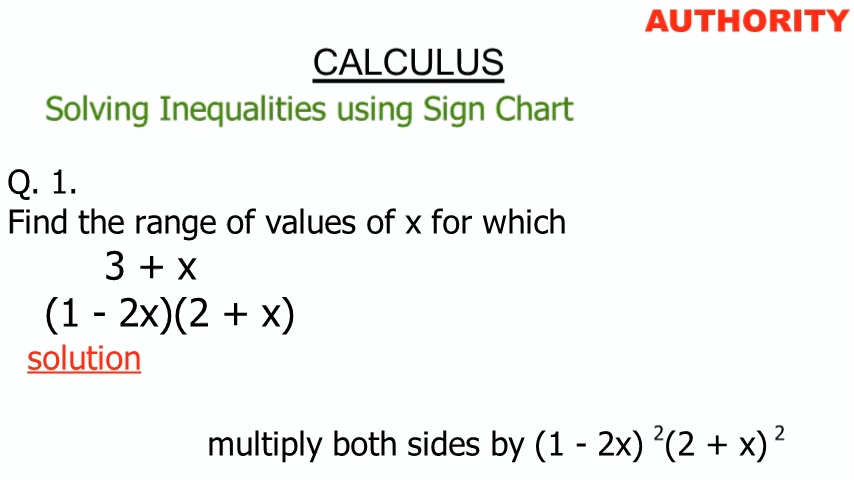 AUTHORITY
CALCULUS
Solving Inequalities using Sign Chart
Q. 1.
Find the range of values of x for which
3 + x
(1 - 2x)(2 + x)
solution
multiply both sides by (1 - 2x) ²(2 + x) ²